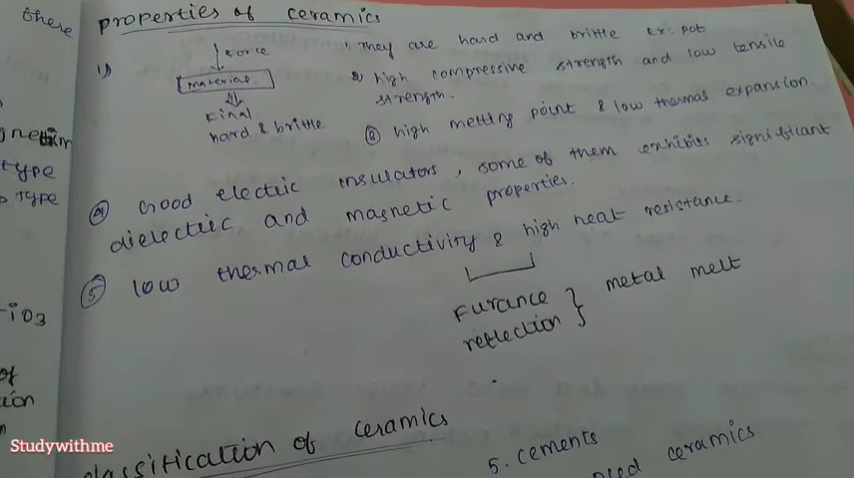 there
properties of ceramics
1)
Force
material
Final
hard & brittle
1, They are hard and brittle Ex: pot
2) high compressive strength and low tensile
strength.
③ high melting point & low thermal expansion.
④ Good electric insulators, some of them exhibits significant
dielectric and magnetic properties.
⑤ low thermal conductivity & high heat resistance.
Furance
reflection } metal melt
type
Type
iO3
of
classification of ceramics
5. cements
ceramics
Studywithme